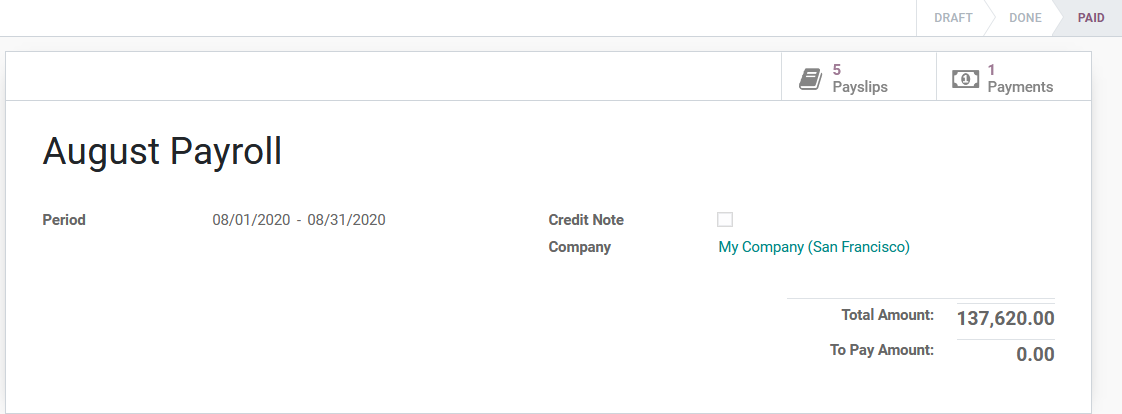 DRAFT DONE PAID
5 Payslips
1 Payments
August Payroll
Period 08/01/2020 - 08/31/2020
Credit Note
Company My Company (San Francisco)
Total Amount: 137,620.00
To Pay Amount: 0.00